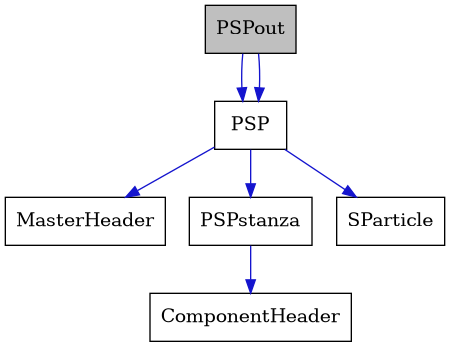 PSPout
PSP
MasterHeader
PSPstanza
SParticle
ComponentHeader